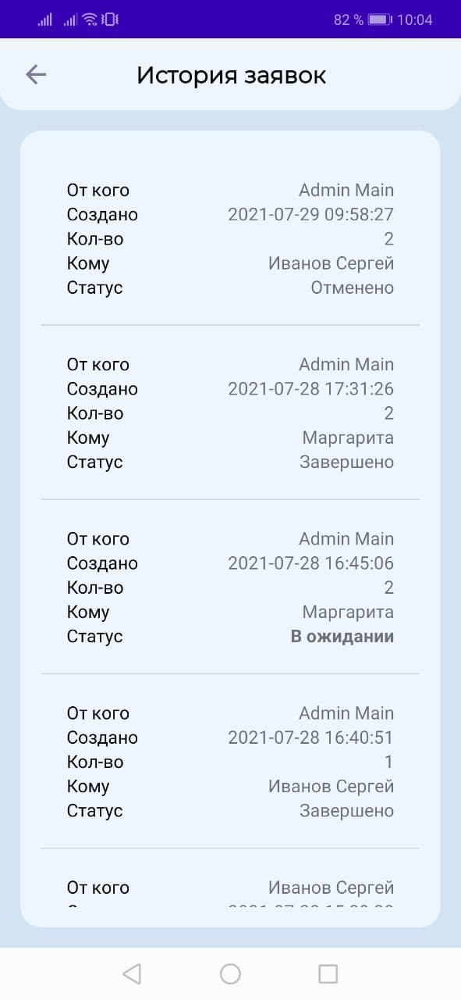 82 % 10:04
История заявок
От кого Admin Main
Создано 2021-07-29 09:58:27
Кол-во 2
Кому Иванов Сергей
Статус Отменено
От кого Admin Main
Создано 2021-07-28 17:31:26
Кол-во 2
Кому Маргарита
Статус Завершено
От кого Admin Main
Создано 2021-07-28 16:45:06
Кол-во 2
Кому Маргарита
Статус В ожидании
От кого Admin Main
Создано 2021-07-28 16:40:51
Кол-во 1
Кому Иванов Сергей
Статус Завершено
От кого Иванов Сергей